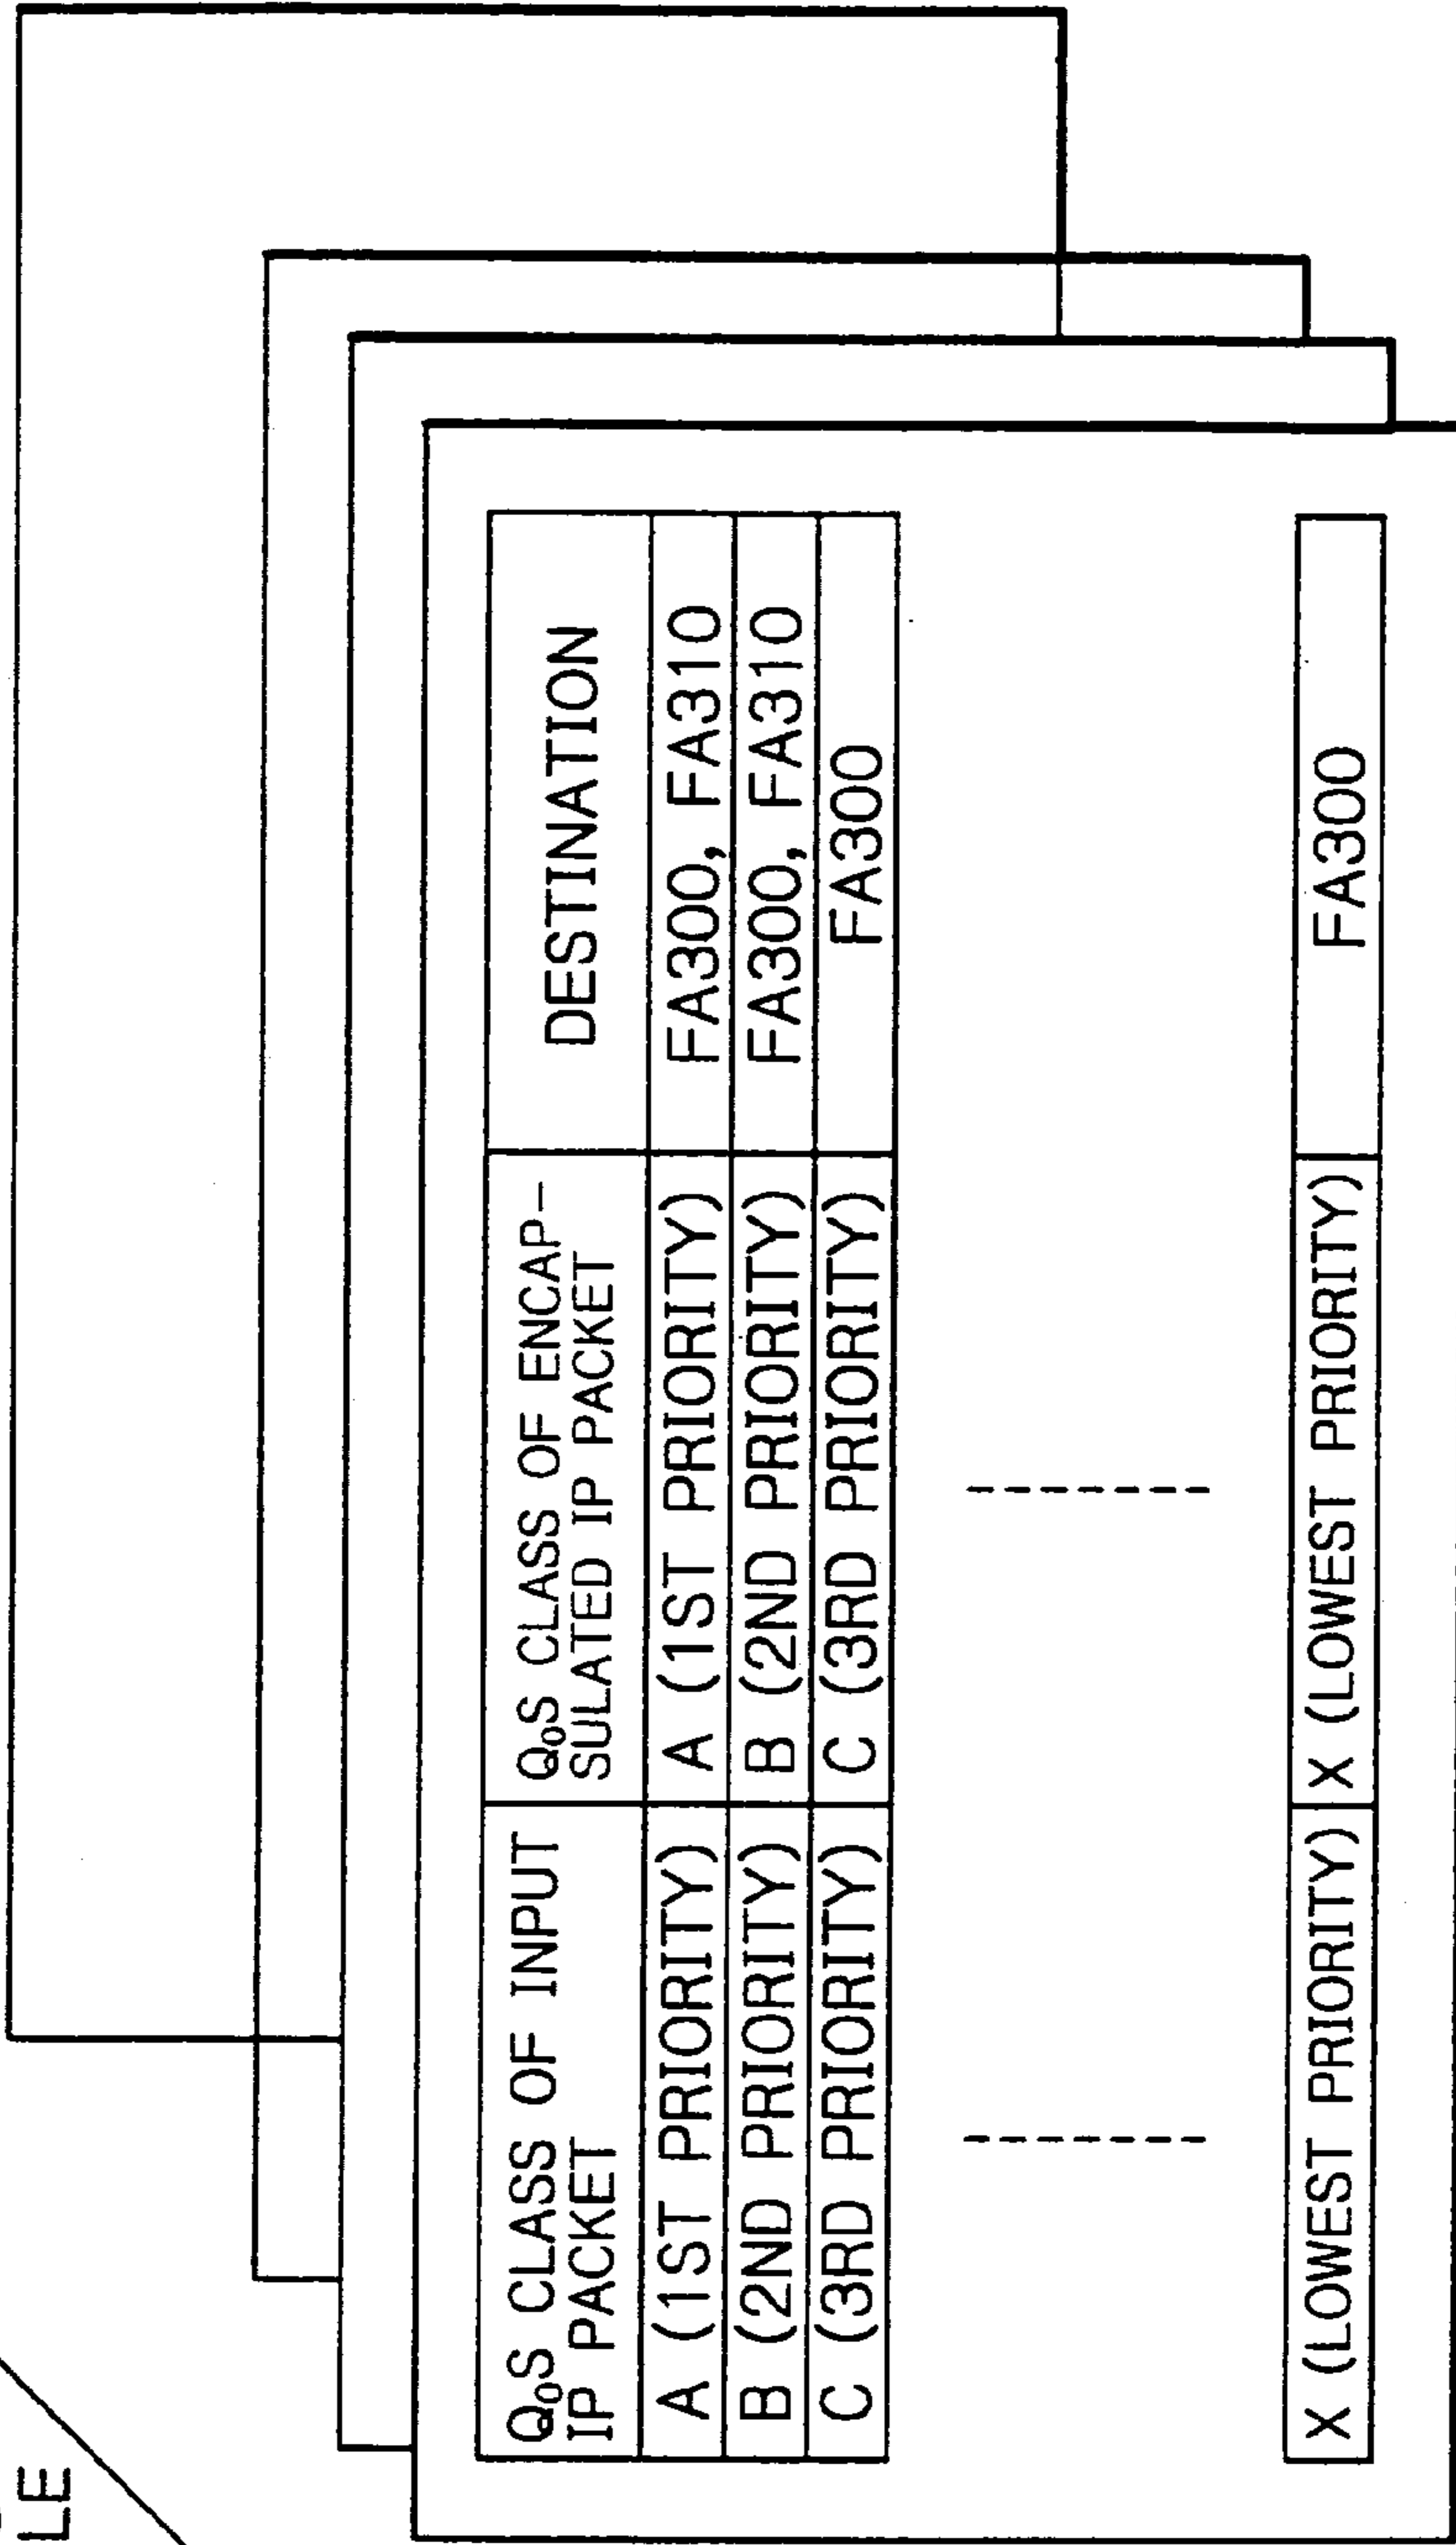 LE
QoS CLASS OF INPUT
IP PACKET
QoS CLASS OF ENCAP-
SULATED IP PACKET
DESTINATION
A (1ST PRIORITY)
A (1ST PRIORITY)
FA300, FA310
B (2ND PRIORITY)
B (2ND PRIORITY)
FA300, FA310
C (3RD PRIORITY)
C (3RD PRIORITY)
FA300
X (LOWEST PRIORITY)
X (LOWEST PRIORITY)
FA300